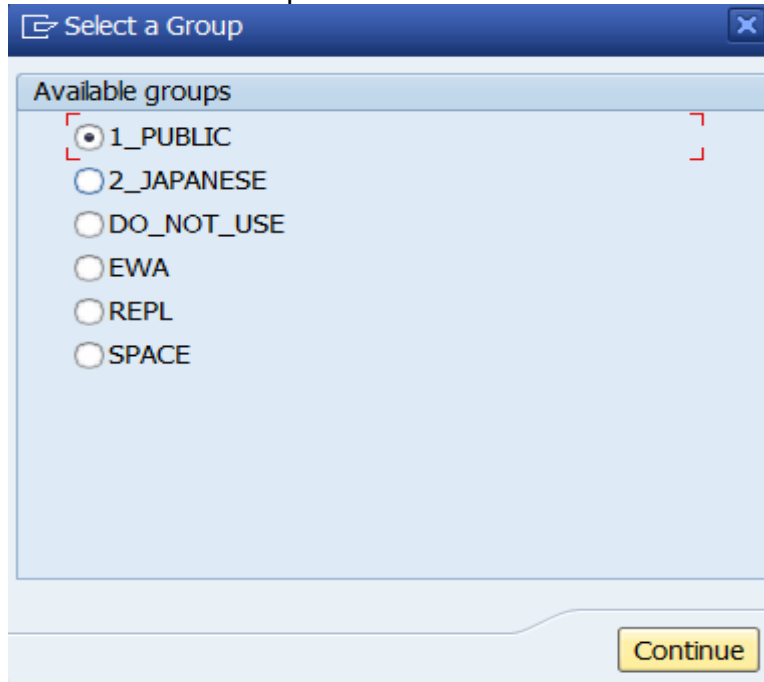 Select a Group
Available groups
1_PUBLIC
2_JAPANESE
DO_NOT_USE
EWA
REPL
SPACE
Continue